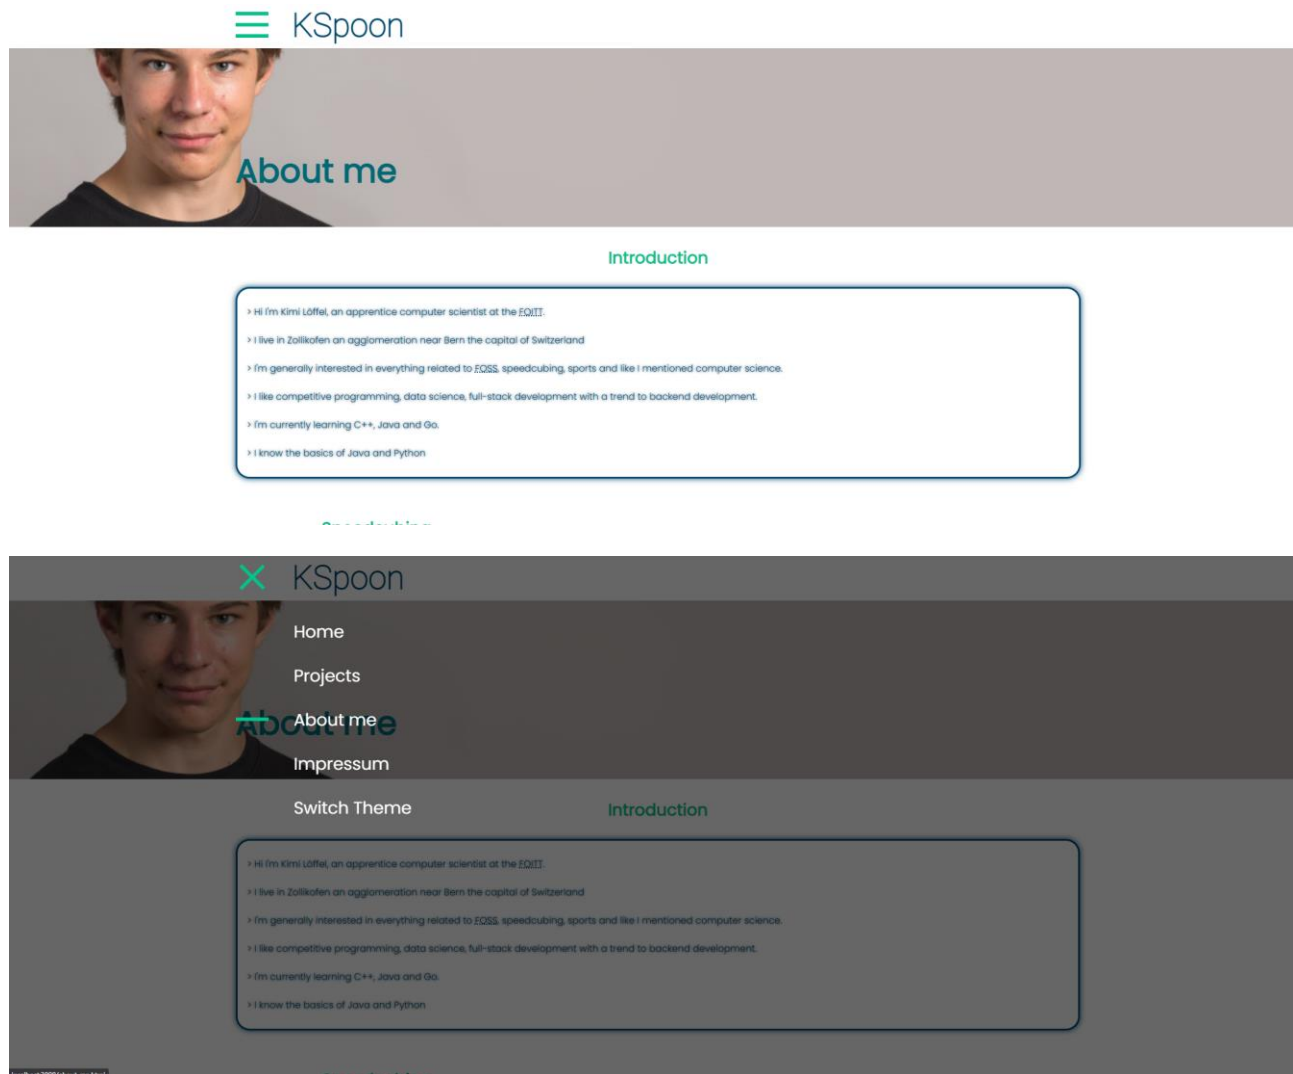 KSpoon
About me
Introduction
> Hi I'm Kimi Löffel, an apprentice computer scientist at the FOITT.
> I live in Zollikofen an agglomeration near Bern the capital of Switzerland
> I'm generally interested in everything related to FOSS, speedcubing, sports and like I mentioned computer science.
> I like competitive programming, data science, full-stack development with a trend to backend development.
> I'm currently learning C++, Java and Go.
> I know the basics of Java and Python
KSpoon
Home
Projects
About me
About me
Impressum
Switch Theme
Introduction
> Hi I'm Kimi Löffel, an apprentice computer scientist at the FOITT.
> I live in Zollikofen an agglomeration near Bern the capital of Switzerland
> I'm generally interested in everything related to FOSS, speedcubing, sports and like I mentioned computer science.
> I like competitive programming, data science, full-stack development with a trend to backend development.
> I'm currently learning C++, Java and Go.
> I know the basics of Java and Python